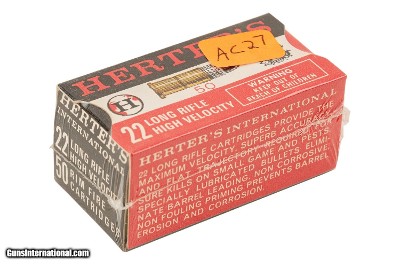 HERTER'S
AC27
50
H
22 LONG RIFLE
HIGH VELOCITY
WARNING
KEEP OUT OF
REACH OF CHILDREN
HERTER'S INTERNATIONAL
22 LONG RIFLE CARTRIDGES PROVIDE THE
MAXIMUM VELOCITY, SUPERB ACCURACY
AND FLAT TRAJECTORY REQUIRED FOR
SURE KILLS ON SMALL GAME AND PESTS
SPECIALLY LUBRICATED BULLETS ELIMI-
NATE BARREL LEADING. NON CORROSIVE,
NON FOULING PRIMING PREVENTS BARREL
EROSION AND CORROSION.
HERTER'S
INTERNATIONAL
22 LONG RIFLE
HIGH VELOCITY
50 RIM FIRE
CARTRIDGES
GunsInternational.com